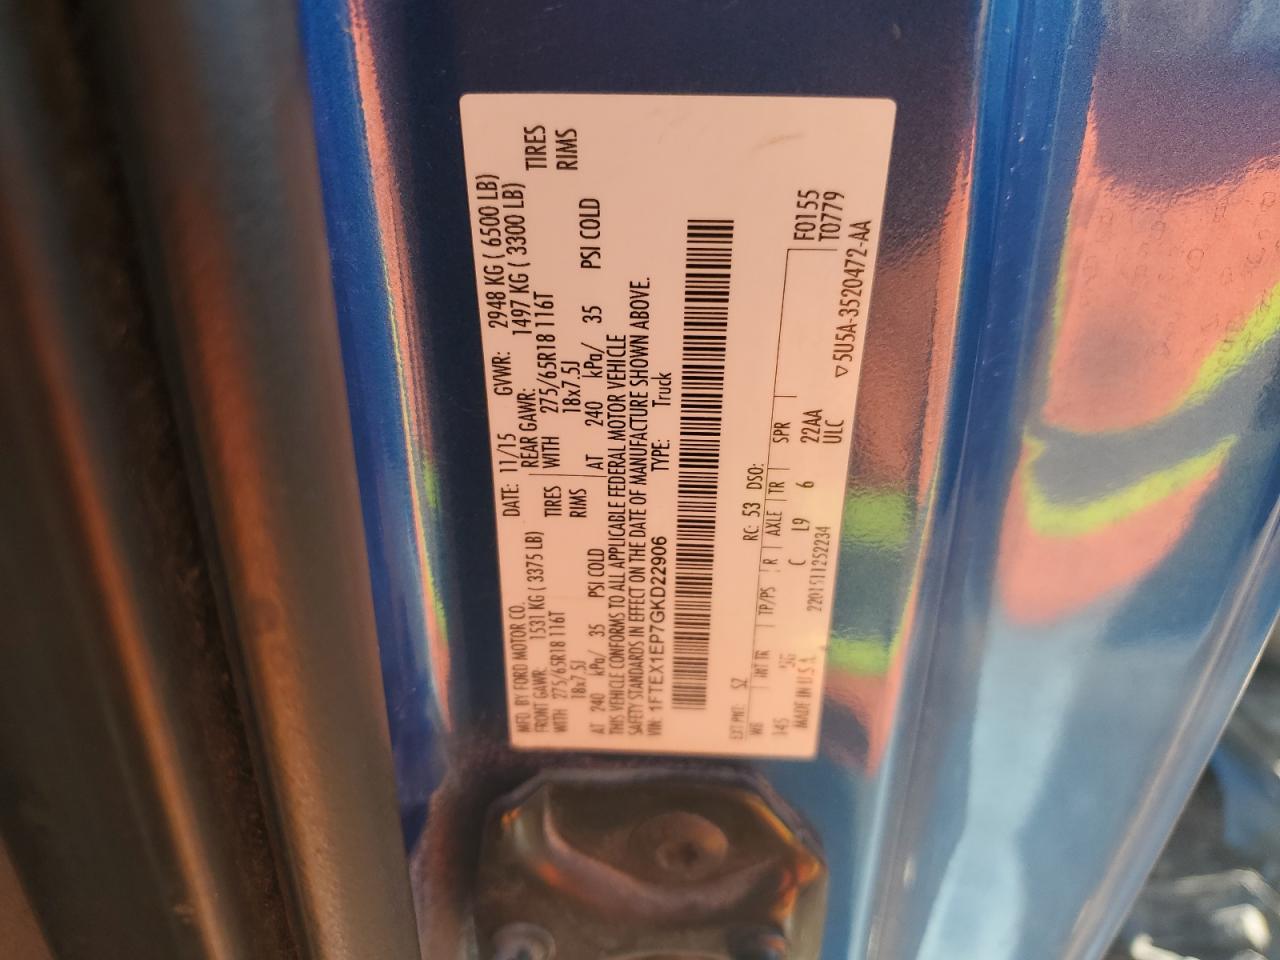 MFD. BY FORD MOTOR CO.
DATE: 11/15 GVWR: 2948 KG ( 6500 LB)
FRONT GAWR: 1531 KG ( 3375 LB) REAR GAWR: 1497 KG ( 3300 LB)
WITH 275/65R18 116T TIRES WITH 275/65R18 116T TIRES
18x7.5J RIMS 18x7.5J RIMS
AT 240 kPa/ 35 PSI COLD AT 240 kPa/ 35 PSI COLD
THIS VEHICLE CONFORMS TO ALL APPLICABLE FEDERAL MOTOR VEHICLE
SAFETY STANDARDS IN EFFECT ON THE DATE OF MANUFACTURE SHOWN ABOVE.
VIN: 1FTEX1EP7GKD22906 TYPE: Truck
EXT PNT: SZ RC: 53 DSO:
WB INT TR TP/PS R AXLE TR SPR
F0155
T0779
145 SG C L9 6 22AA
MADE IN U.S.A. 2201511252234 ULC
▽5U5A-3520472-AA